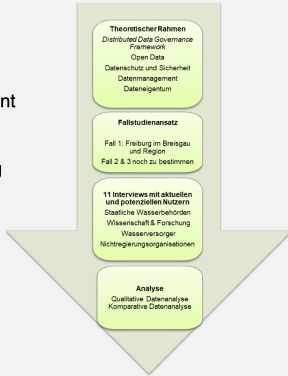 nt
g
Theoretischer Rahmen
Distributed Data Governance
Framework
Open Data
Datenschutz und Sicherheit
Datenmanagement
Dateneigentum
Fallstudienansatz
Fall 1: Freiburg im Breisgau
und Region
Fall 2 & 3 noch zu bestimmen
11 Interviews mit aktuellen
und potenziellen Nutzern
Staatliche Wasserbehörden
Wissenschaft & Forschung
Wasserversorger
Nichtregierungsorganisationen
Analyse
Qualitative Datenanalyse
Komparative Datenanalyse